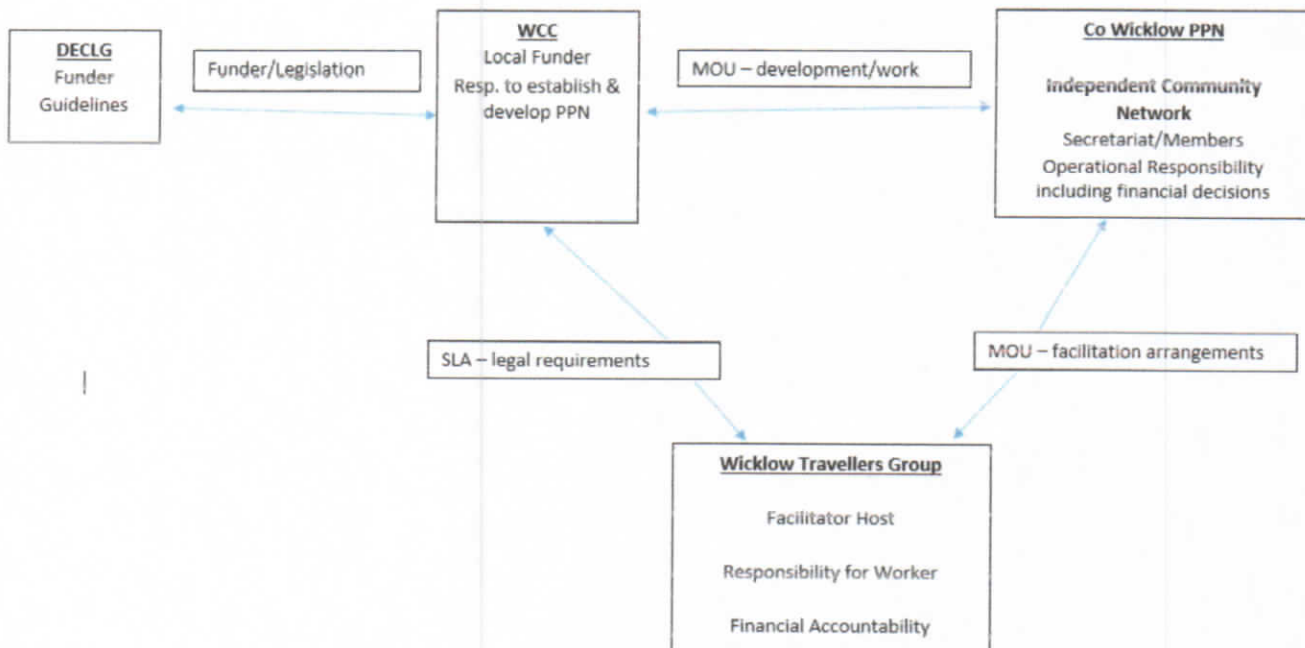 DECLG
Funder
Guidelines
Funder/Legislation
WCC
Local Funder
Resp. to establish &
develop PPN
MOU – development/work
Co Wicklow PPN
Independent Community
Network
Secretariat/Members
Operational Responsibility
including financial decisions
SLA – legal requirements
MOU – facilitation arrangements
Wicklow Travellers Group
Facilitator Host
Responsibility for Worker
Financial Accountability